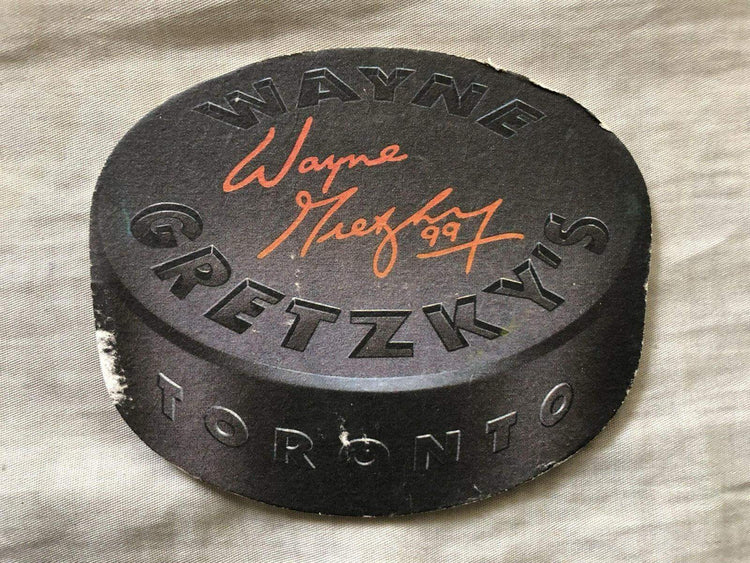 WAYNE
Wayne
Gretzky
99
GRETZKY'S
TORONTO